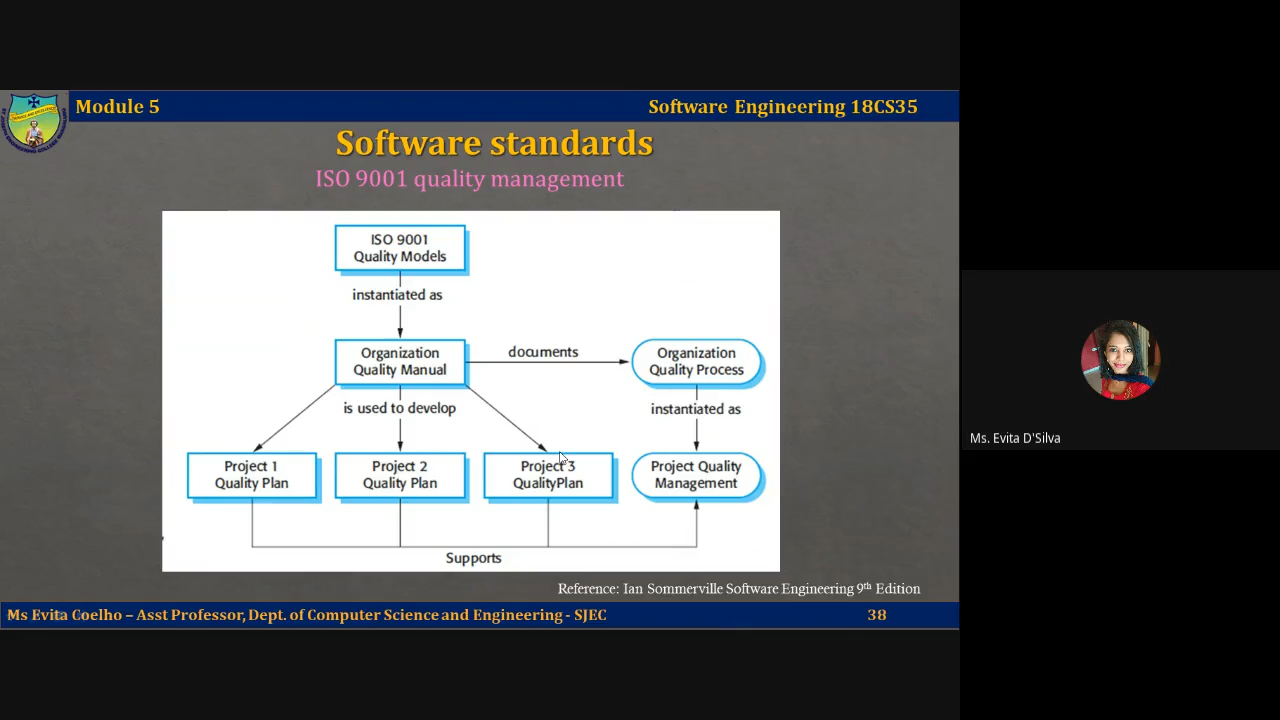 Module 5
Software Engineering 18CS35
Software standards
ISO 9001 quality management
ISO 9001
Quality Models
instantiated as
Organization
Quality Manual
documents
Organization
Quality Process
is used to develop
instantiated as
Project 1
Quality Plan
Project 2
Quality Plan
Project 3
QualityPlan
Project Quality
Management
Supports
Reference: Ian Sommerville Software Engineering 9th Edition
Ms Evita Coelho – Asst Professor, Dept. of Computer Science and Engineering - SJEC
38
Ms. Evita D'Silva